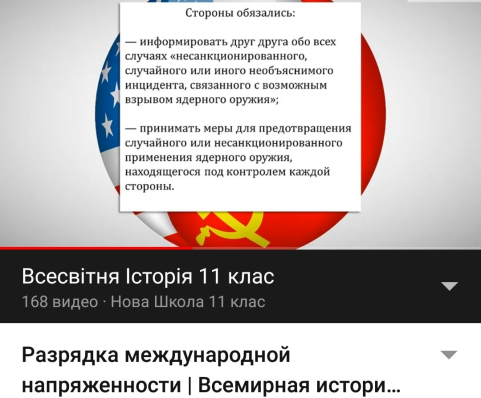 Стороны обязались:
— информировать друг друга обо всех
случаях «несанкционированного,
случайного или иного необъяснимого
инцидента, связанного с возможным
взрывом ядерного оружия»;
— принимать меры для предотвращения
случайного или несанкционированного
применения ядерного оружия,
находящегося под контролем каждой
стороны.
Всесвітня Історія 11 клас
168 видео · Нова Школа 11 клас
Разрядка международной
напряженности | Всемирная истори...